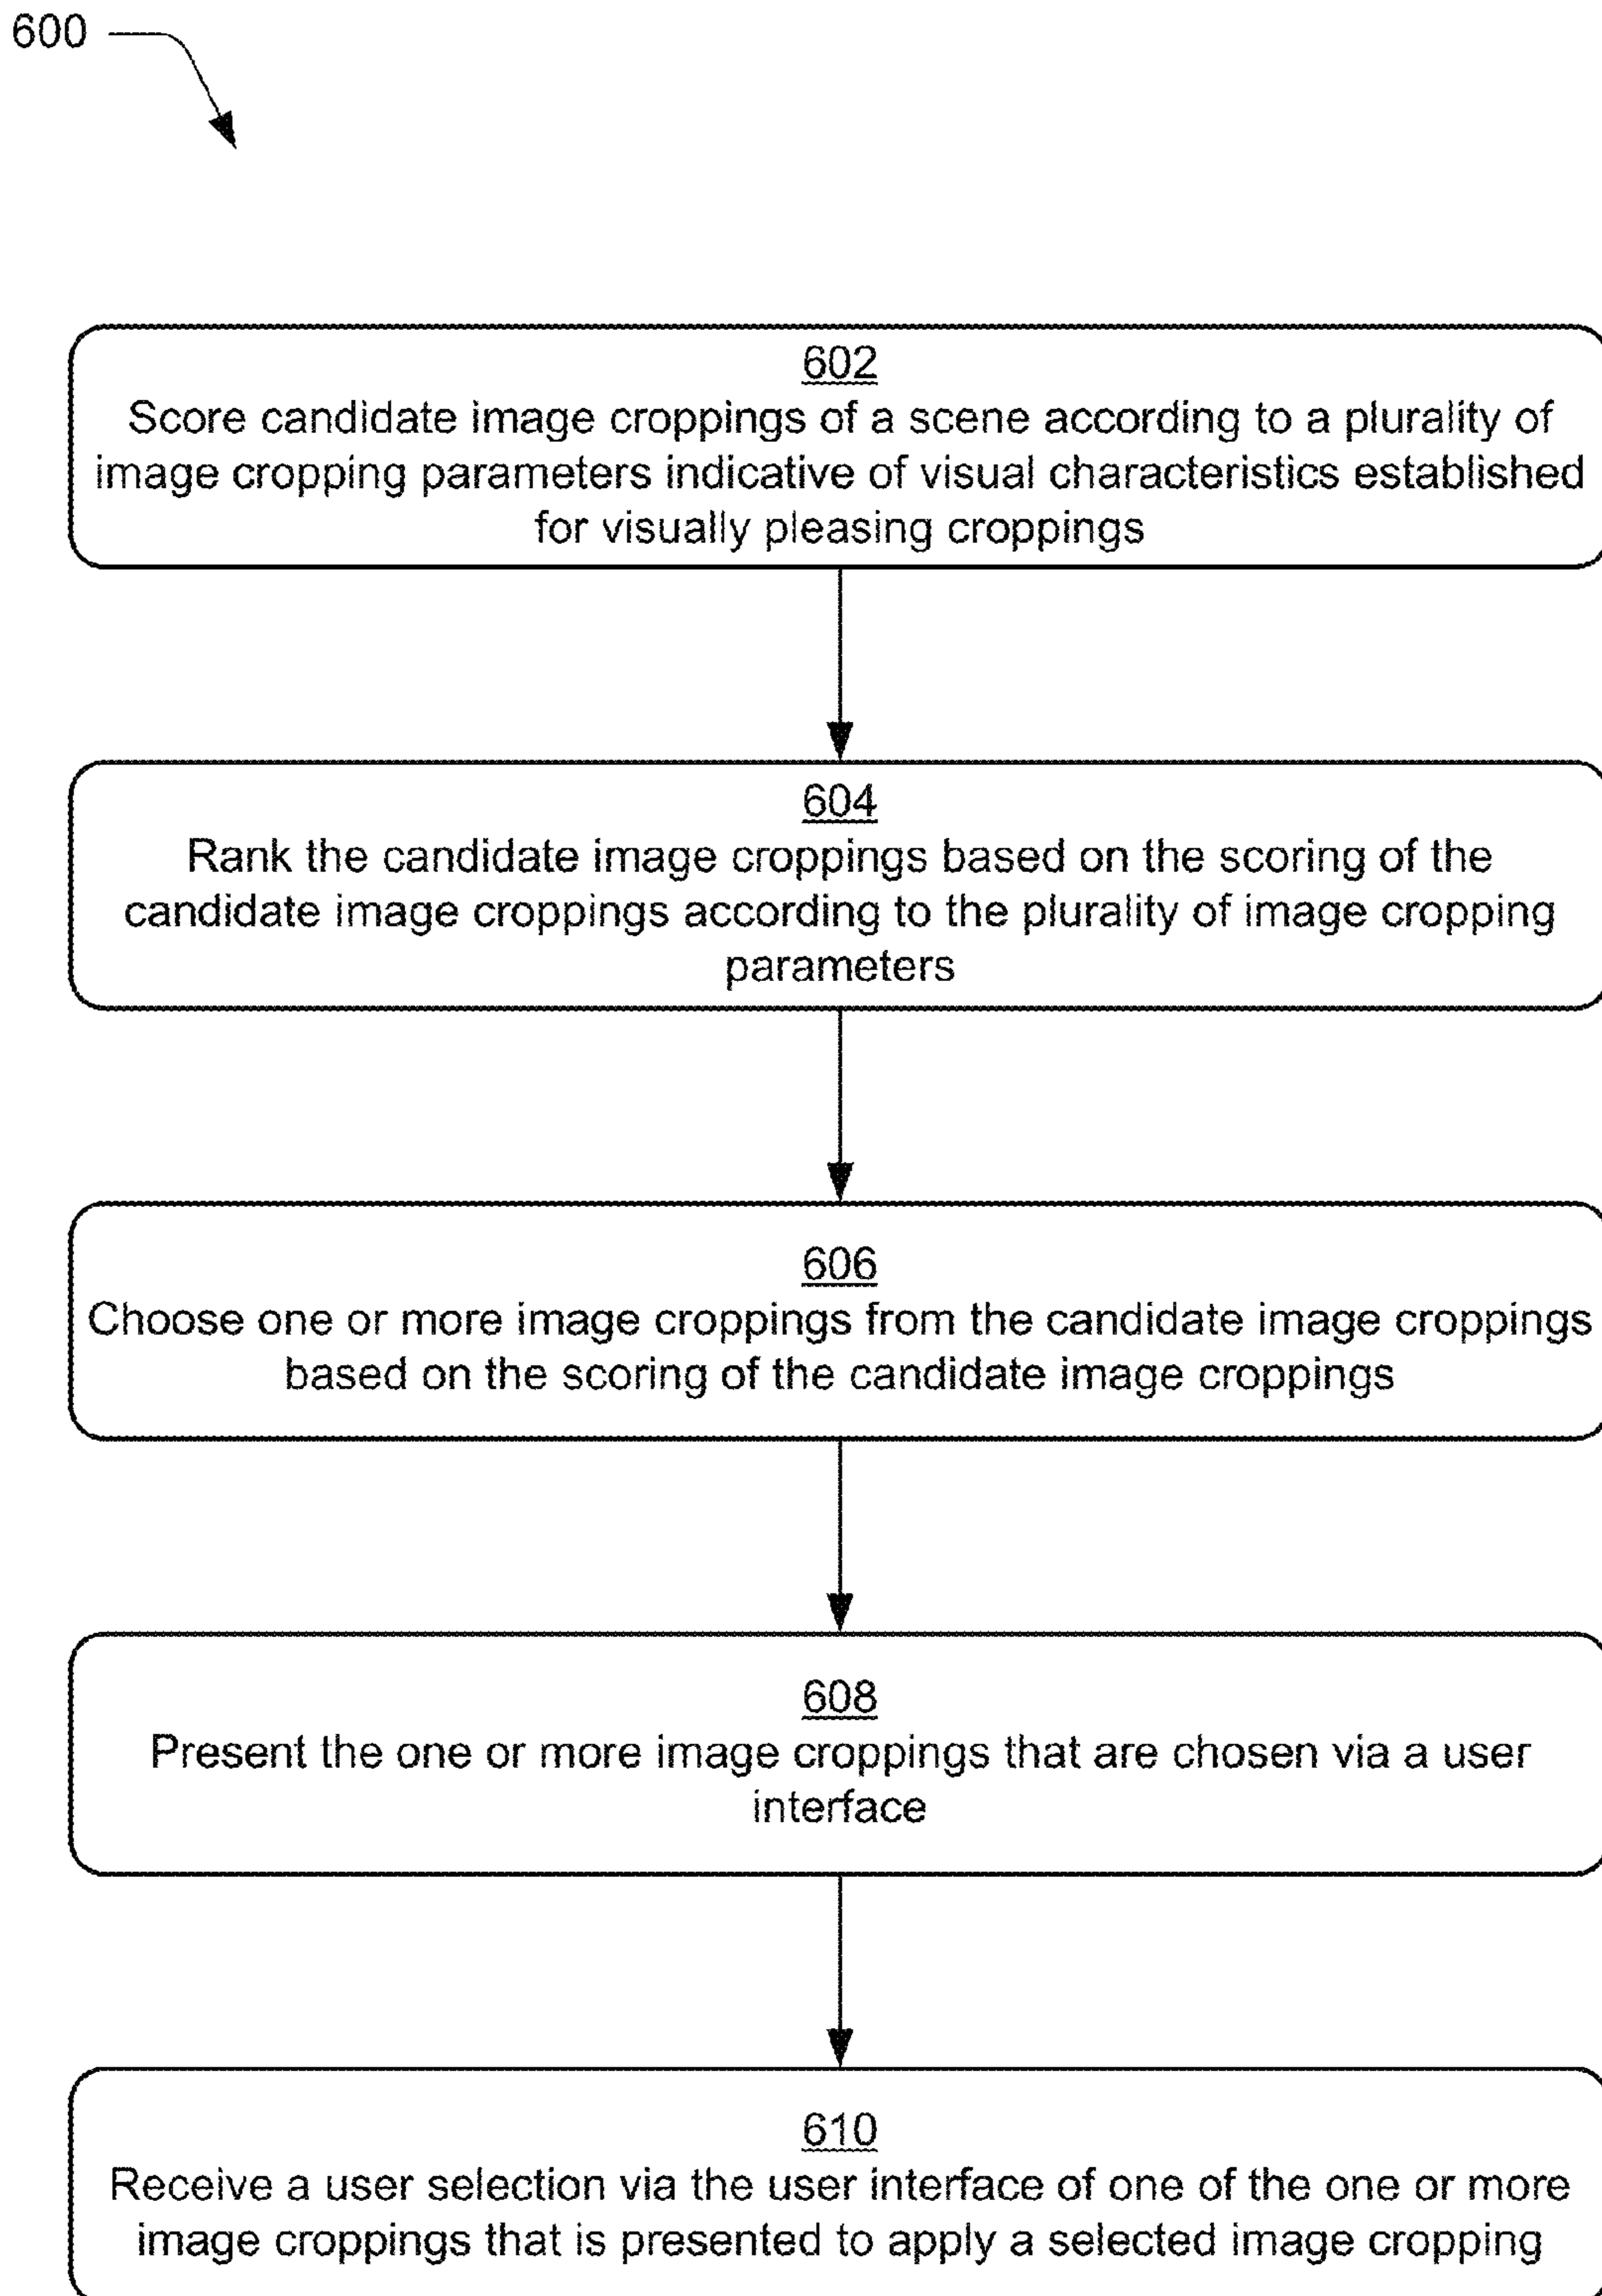 600
602
Score candidate image croppings of a scene according to a plurality of
image cropping parameters indicative of visual characteristics established
for visually pleasing croppings
604
Rank the candidate image croppings based on the scoring of the
candidate image croppings according to the plurality of image cropping
parameters
606
Choose one or more image croppings from the candidate image croppings
based on the scoring of the candidate image croppings
608
Present the one or more image croppings that are chosen via a user
interface
610
Receive a user selection via the user interface of one of the one or more
image croppings that is presented to apply a selected image cropping